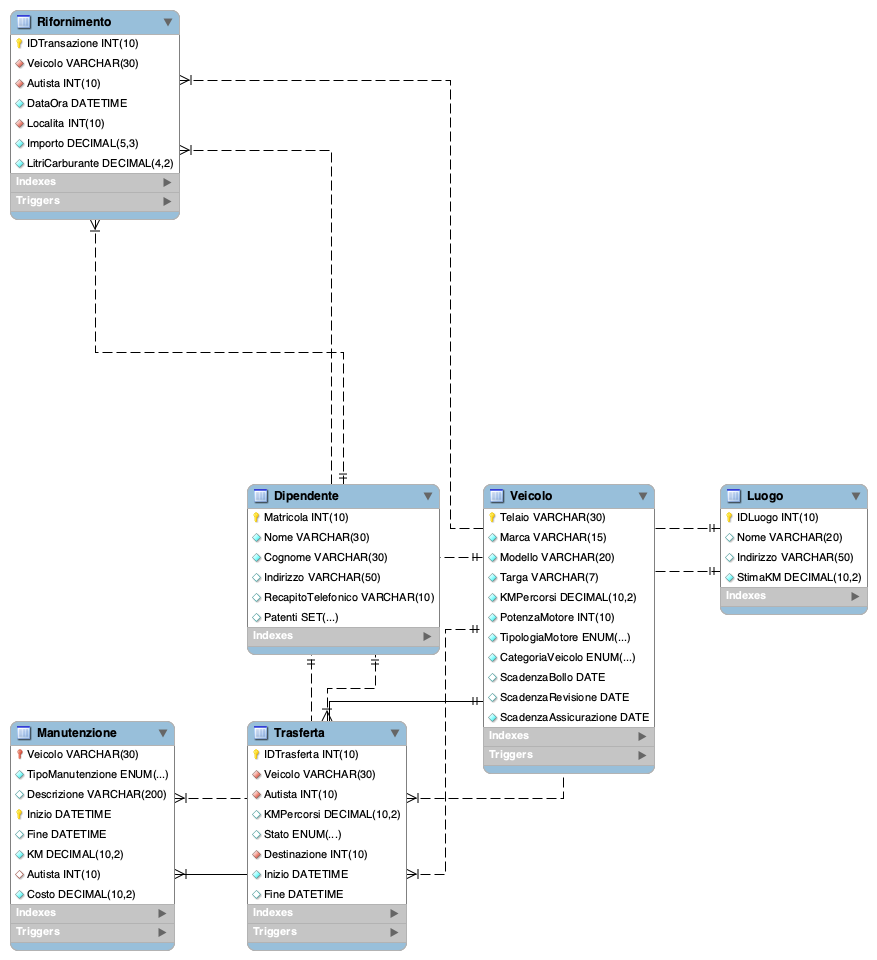 Rifornimento
IDTransazione INT(10)
Veicolo VARCHAR(30)
Autista INT(10)
DataOra DATETIME
Localita INT(10)
Importo DECIMAL(5,3)
LitriCarburante DECIMAL(4,2)
Indexes
Triggers
Dipendente
Matricola INT(10)
Nome VARCHAR(30)
Cognome VARCHAR(30)
Indirizzo VARCHAR(50)
RecapitoTelefonico VARCHAR(10)
Patenti SET(...)
Indexes
Veicolo
Telaio VARCHAR(30)
Marca VARCHAR(15)
Modello VARCHAR(20)
Targa VARCHAR(7)
KMPercorsi DECIMAL(10,2)
PotenzaMotore INT(10)
TipologiaMotore ENUM(...)
CategoriaVeicolo ENUM(...)
ScadenzaBollo DATE
ScadenzaRevisione DATE
ScadenzaAssicurazione DATE
Indexes
Triggers
Luogo
IDLuogo INT(10)
Nome VARCHAR(20)
Indirizzo VARCHAR(50)
StimaKM DECIMAL(10,2)
Indexes
Manutenzione
Veicolo VARCHAR(30)
TipoManutenzione ENUM(...)
Descrizione VARCHAR(200)
Inizio DATETIME
Fine DATETIME
KM DECIMAL(10,2)
Autista INT(10)
Costo DECIMAL(10,2)
Indexes
Triggers
Trasferta
IDTrasferta INT(10)
Veicolo VARCHAR(30)
Autista INT(10)
KMPercorsi DECIMAL(10,2)
Stato ENUM(...)
Destinazione INT(10)
Inizio DATETIME
Fine DATETIME
Indexes
Triggers